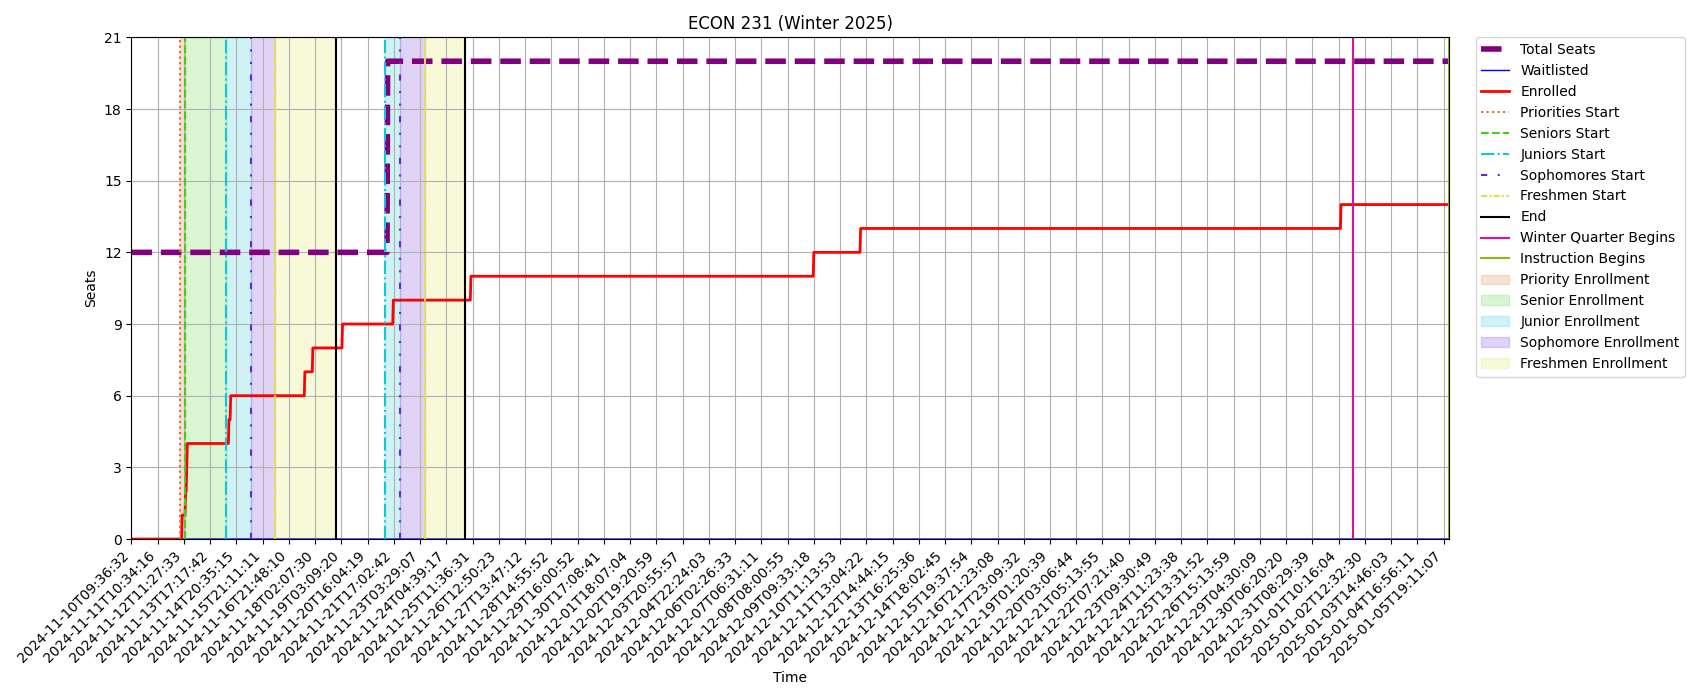 ECON 231 (Winter 2025)
21
18
15
12
9
6
3
0
Seats
2024-11-10T09:36:32
2024-11-11T10:34:16
2024-11-12T11:27:33
2024-11-13T17:17:42
2024-11-14T20:35:15
2024-11-15T21:11:11
2024-11-16T21:48:10
2024-11-18T02:07:30
2024-11-19T03:09:20
2024-11-20T16:04:19
2024-11-21T17:02:42
2024-11-23T03:29:07
2024-11-24T04:39:17
2024-11-25T11:36:31
2024-11-26T12:50:23
2024-11-27T13:47:12
2024-11-28T14:55:52
2024-11-29T16:00:52
2024-11-30T17:08:41
2024-12-01T18:07:04
2024-12-02T19:20:59
2024-12-03T20:55:57
2024-12-04T22:24:03
2024-12-06T02:26:33
2024-12-07T06:31:11
2024-12-08T08:00:55
2024-12-09T09:33:18
2024-12-10T11:13:53
2024-12-11T13:04:22
2024-12-12T14:44:15
2024-12-13T16:25:36
2024-12-14T18:02:45
2024-12-15T19:37:54
2024-12-16T21:23:08
2024-12-17T23:09:32
2024-12-19T01:20:39
2024-12-20T03:06:44
2024-12-21T05:13:55
2024-12-22T07:21:40
2024-12-23T09:30:49
2024-12-24T11:23:38
2024-12-25T13:31:52
2024-12-26T15:13:59
2024-12-29T04:30:09
2024-12-30T06:20:20
2024-12-31T08:29:39
2025-01-01T10:16:04
2025-01-02T12:32:30
2025-01-03T14:46:03
2025-01-04T16:56:11
2025-01-05T19:11:07
Time
Total Seats
Waitlisted
Enrolled
Priorities Start
Seniors Start
Juniors Start
Sophomores Start
Freshmen Start
End
Winter Quarter Begins
Instruction Begins
Priority Enrollment
Senior Enrollment
Junior Enrollment
Sophomore Enrollment
Freshmen Enrollment